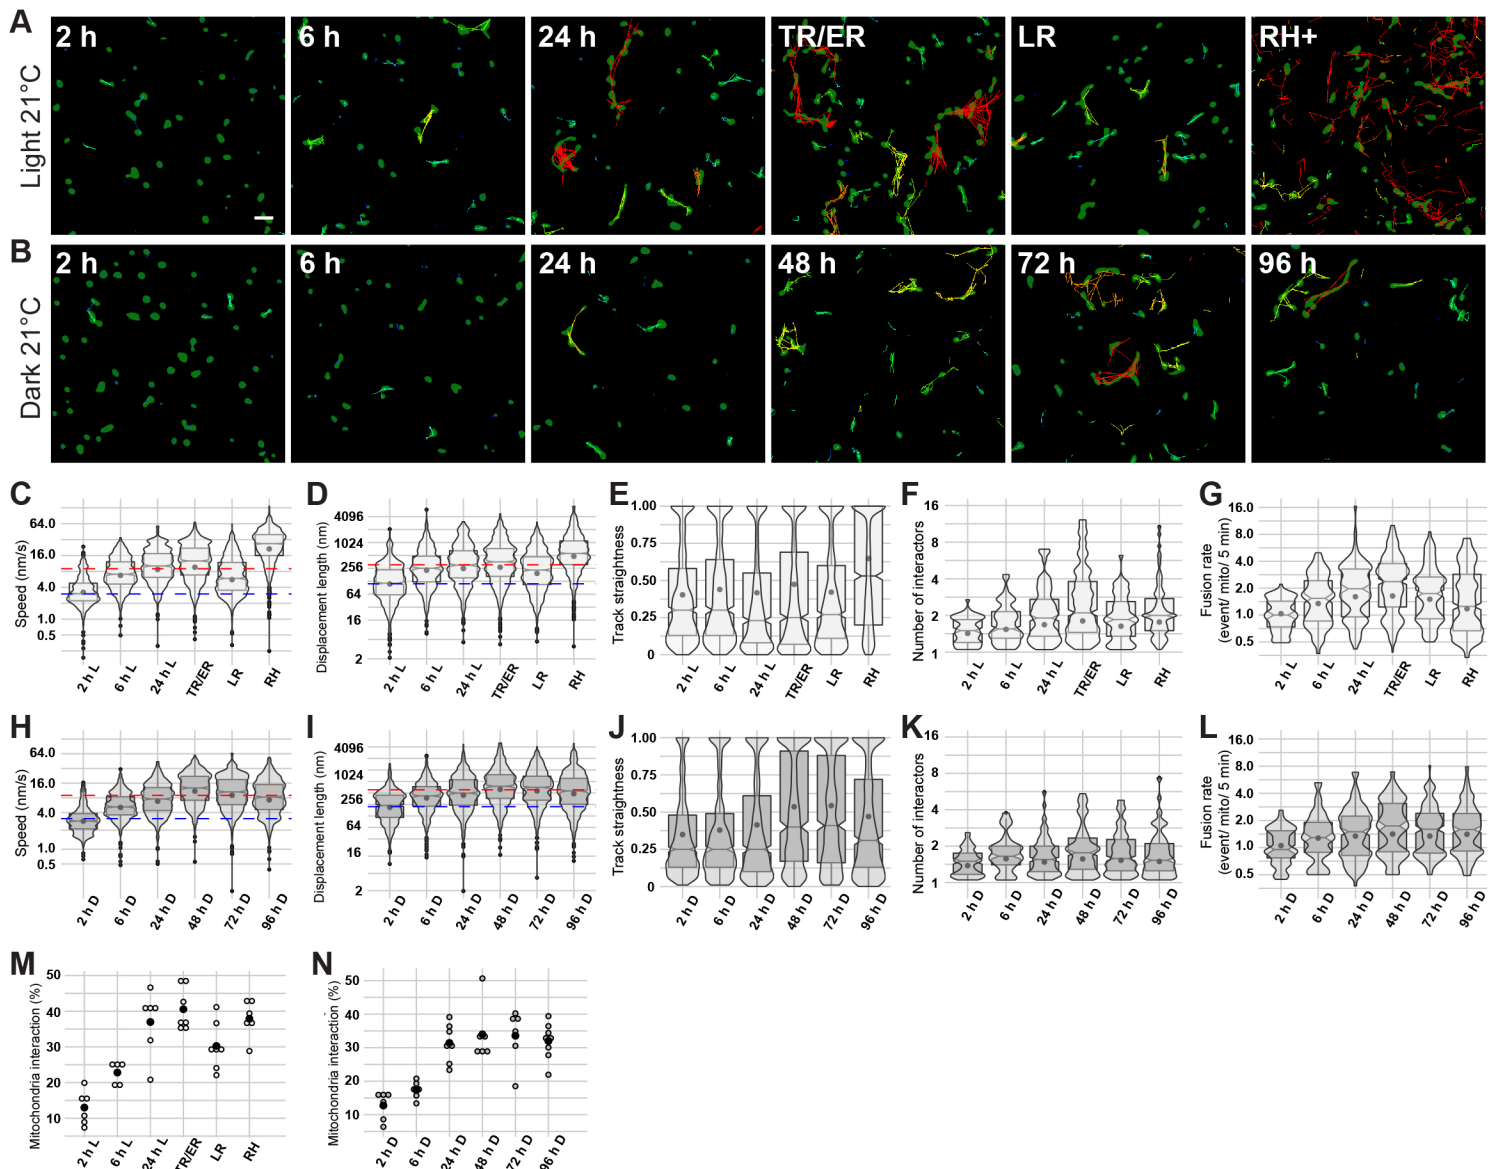 A
Light 21°C
2 h
6 h
24 h
TR/ER
LR
RH+
B
Dark 21°C
2 h
6 h
24 h
48 h
72 h
96 h
C
Speed (nm/s)
64.0
16.0
4.0
1.0
0.5
2 h L
6 h L
24 h L
TR/ER
LR
RH
D
Displacement length (nm)
4096
1024
256
64
16
2
2 h L
6 h L
24 h L
TR/ER
LR
RH
E
Track straightness
1.00
0.75
0.50
0.25
0
2 h L
6 h L
24 h L
TR/ER
LR
RH
F
Number of interactors
16
8
4
2
1
2 h L
6 h L
24 h L
TR/ER
LR
RH
G
Fusion rate
(event/ mito/ 5 min)
16.0
8.0
4.0
2.0
1.0
0.5
2 h L
6 h L
24 h L
TR/ER
LR
RH
H
Speed (nm/s)
64.0
16.0
4.0
1.0
0.5
2 h D
6 h D
24 h D
48 h D
72 h D
96 h D
I
Displacement length (nm)
4096
1024
256
64
16
2
2 h D
6 h D
24 h D
48 h D
72 h D
96 h D
J
Track straightness
1.00
0.75
0.50
0.25
0
2 h D
6 h D
24 h D
48 h D
72 h D
96 h D
K
Number of interactors
16
8
4
2
1
2 h D
6 h D
24 h D
48 h D
72 h D
96 h D
L
Fusion rate
(event/ mito/ 5 min)
16.0
8.0
4.0
2.0
1.0
0.5
2 h D
6 h D
24 h D
48 h D
72 h D
96 h D
M
Mitochondria interaction (%)
50
40
30
20
10
2 h L
6 h L
24 h L
TR/ER
LR
RH
N
Mitochondria interaction (%)
50
40
30
20
10
2 h D
6 h D
24 h D
48 h D
72 h D
96 h D